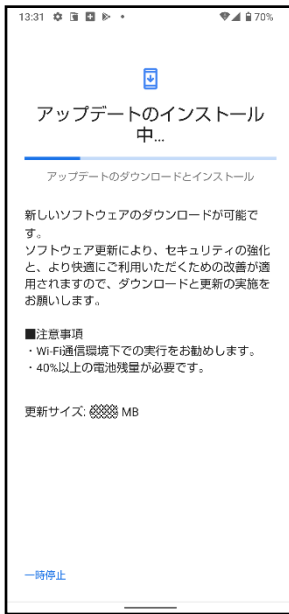 13:31 70%
アップデートのインストール
中...
アップデートのダウンロードとインストール
新しいソフトウェアのダウンロードが可能で
す。
ソフトウェア更新により、セキュリティの強化
と、より快適にご利用いただくための改善が適
用されますので、ダウンロードと更新の実施を
お願いします。
■注意事項
・Wi-Fi通信環境下での実行をお勧めします。
・40%以上の電池残量が必要です。
更新サイズ: MB
一時停止